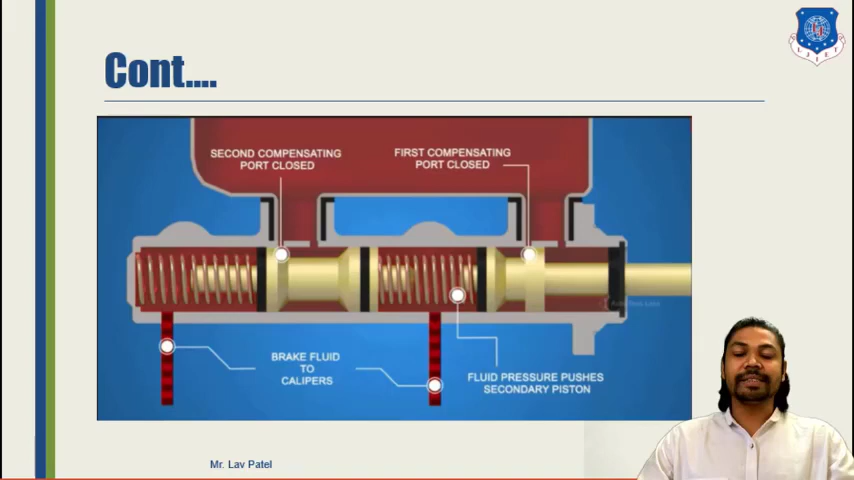 Cont....
SECOND COMPENSATING
PORT CLOSED
FIRST COMPENSATING
PORT CLOSED
BRAKE FLUID
TO
CALIPERS
FLUID PRESSURE PUSHES
SECONDARY PISTON
Mr. Lav Patel